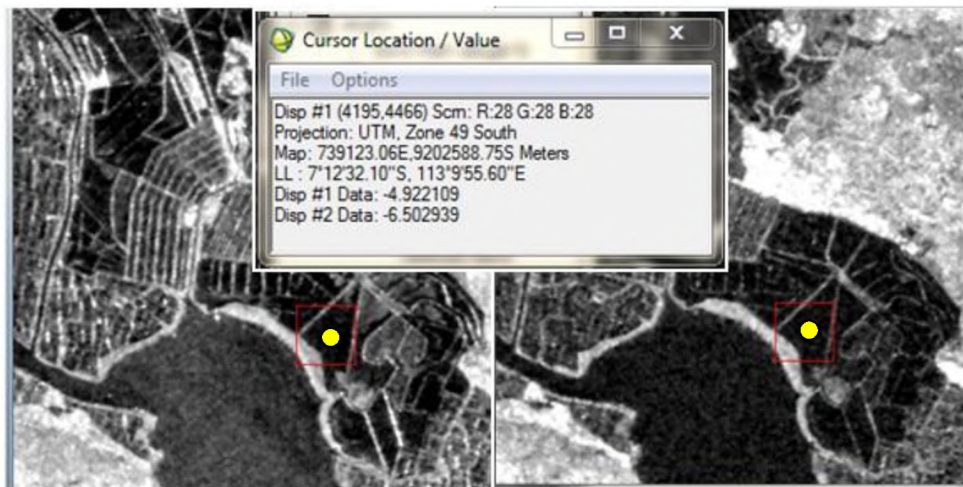 Cursor Location / Value
File Options
Disp #1 (4195,4466) Scrn: R:28 G:28 B:28
Projection: UTM, Zone 49 South
Map: 739123.06E,9202588.75S Meters
LL : 7°12'32.10"S, 113°9'55.60"E
Disp #1 Data: -4.922109
Disp #2 Data: -6.502939